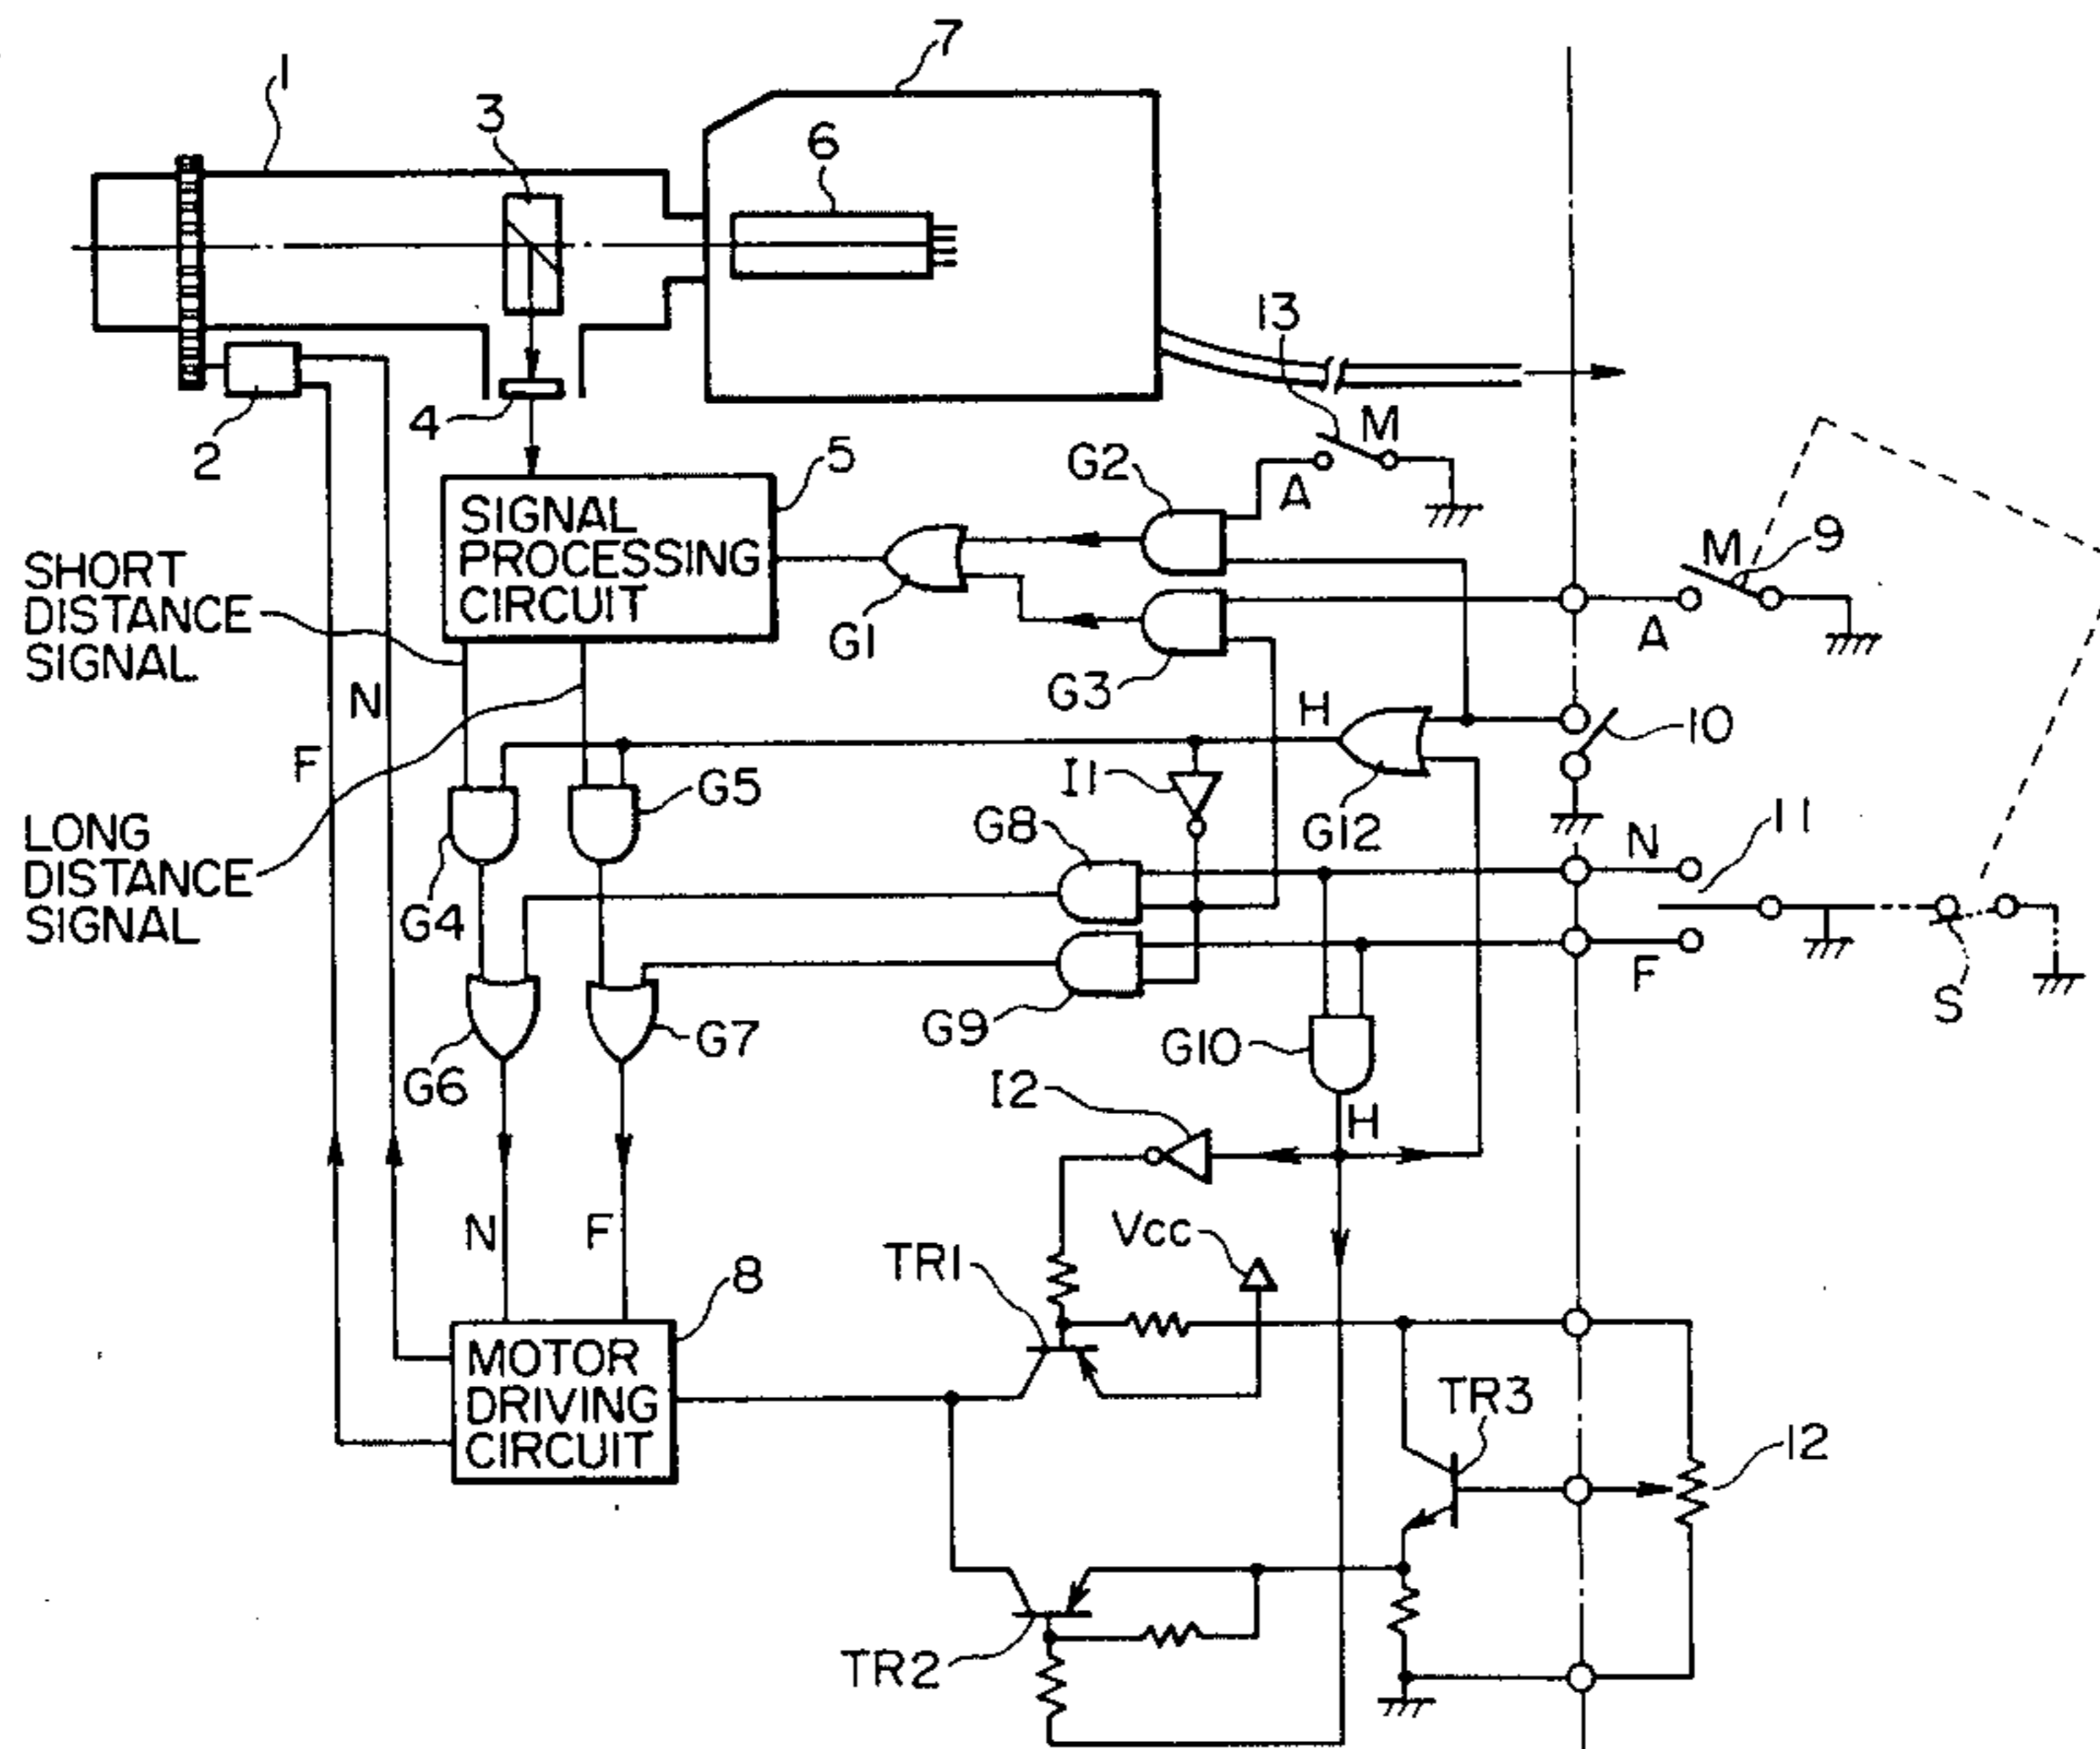 7
1
3
6
13
M
4
2
5
G2
A
SIGNAL
PROCESSING
CIRCUIT
M
9
SHORT
DISTANCE
SIGNAL
G1
A
G3
N
H
10
F
I1
G5
G12
11
N
LONG
DISTANCE
SIGNAL
G8
G4
F
S
G9
G7
G10
G6
I2
H
N
F
Vcc
TR1
8
MOTOR
DRIVING
CIRCUIT
TR3
12
TR2